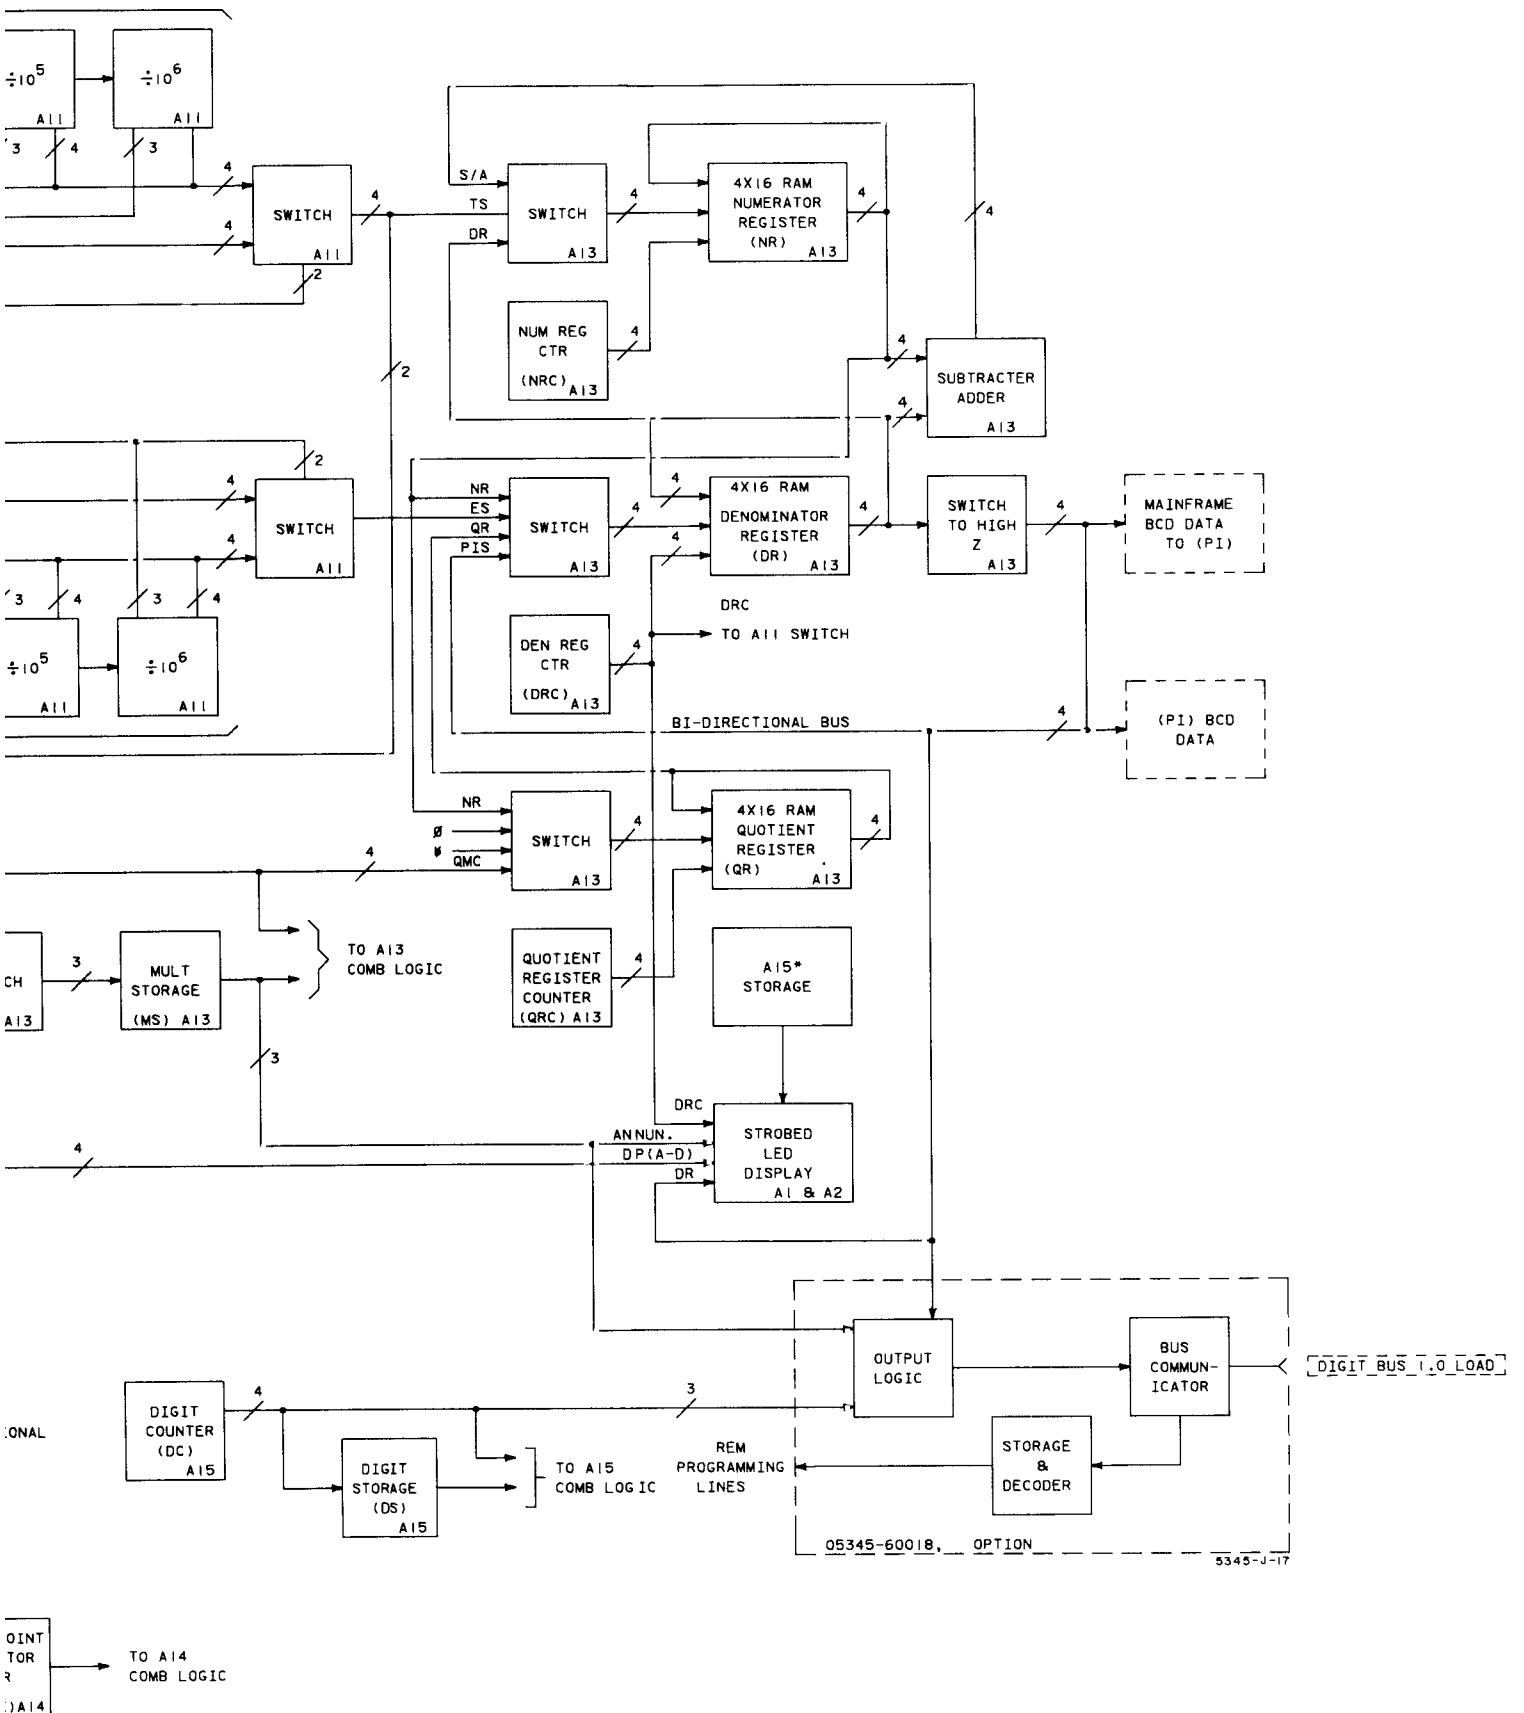 ÷10⁵
A11
÷10⁶
A11
3
4
3
4
4
2
SWITCH
A11
4
S/A
TS
DR
SWITCH
A13
4
4X16 RAM
NUMERATOR
REGISTER
(NR)
A13
4
4
NUM REG
CTR
(NRC) A13
4
2
4
4
SUBTRACTER
ADDER
A13
2
4
4
SWITCH
A11
NR
ES
QR
PIS
SWITCH
A13
4
4
4
4X16 RAM
DENOMINATOR
REGISTER
(DR)
A13
4
SWITCH
TO HIGH
Z
A13
4
MAINFRAME
BCD DATA
TO (PI)
3
4
3
4
÷10⁵
A11
÷10⁶
A11
DEN REG
CTR
(DRC) A13
4
DRC
TO A11 SWITCH
BI-DIRECTIONAL BUS
4
(PI) BCD
DATA
NR
Ø
QMC
4
SWITCH
A13
4
4X16 RAM
QUOTIENT
REGISTER
(QR)
A13
4
CH
A13
3
MULT
STORAGE
(MS) A13
TO A13
COMB LOGIC
QUOTIENT
REGISTER
COUNTER
(QRC) A13
4
A15*
STORAGE
3
4
DRC
ANNUN.
DP(A-D)
DR
STROBED
LED
DISPLAY
A1 & A2
OUTPUT
LOGIC
BUS
COMMUN-
ICATOR
DIGIT BUS 1.0 LOAD
IONAL
DIGIT
COUNTER
(DC)
A15
4
3
DIGIT
STORAGE
(DS)
A15
TO A15
COMB LOGIC
REM
PROGRAMMING
LINES
STORAGE
&
DECODER
05345-60018, OPTION
5345-J-17
OINT
TOR
R
)A14
TO A14
COMB LOGIC